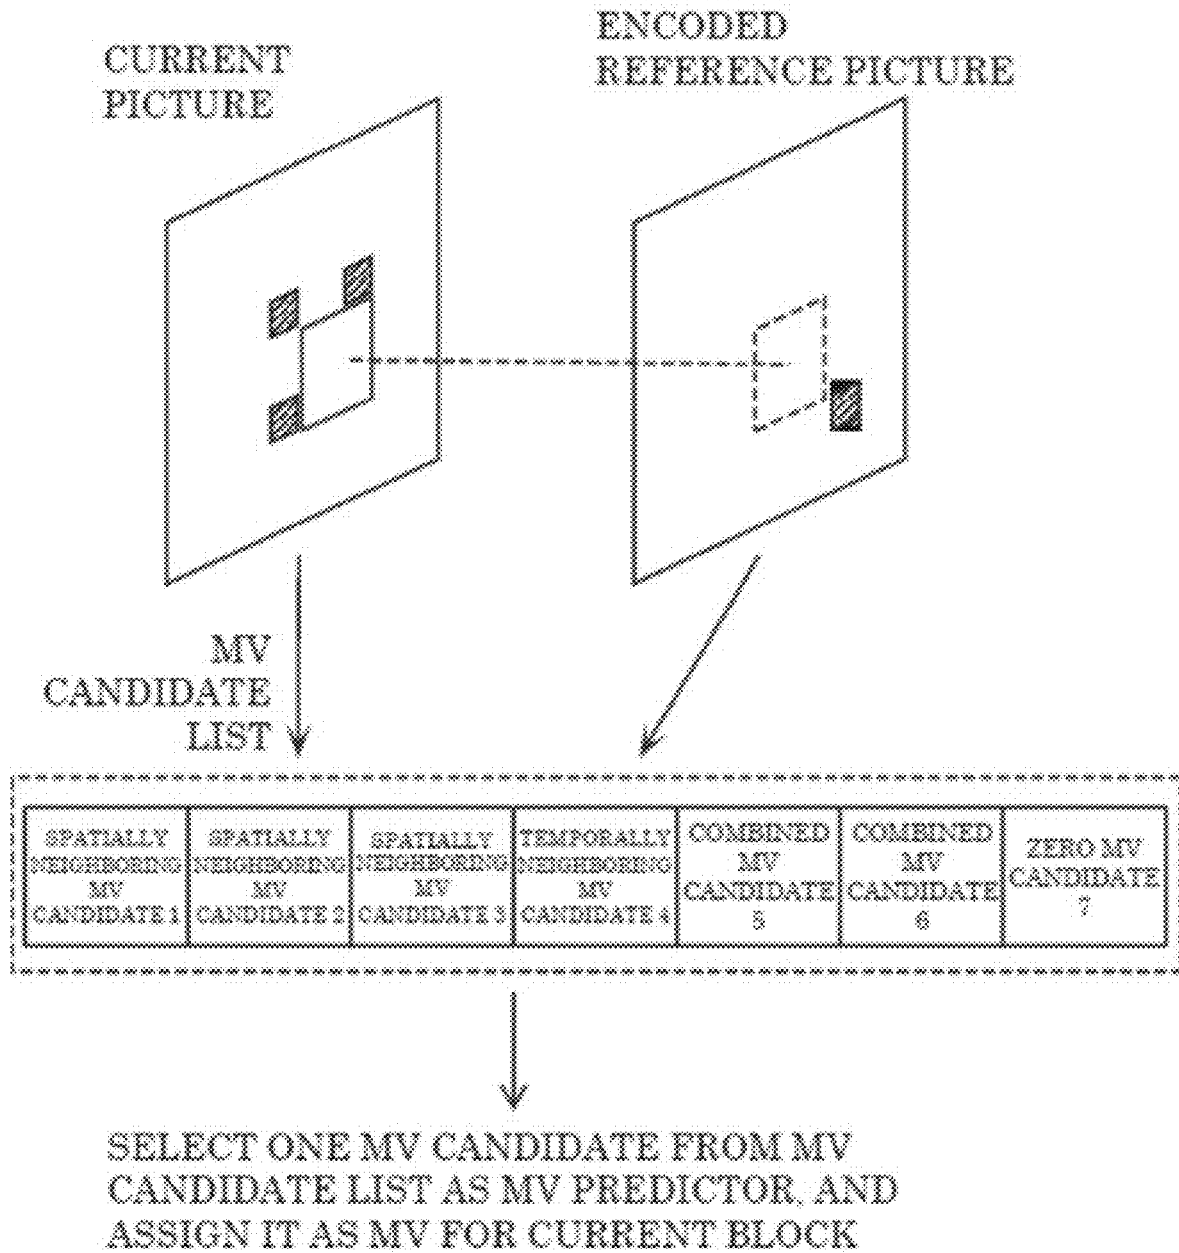 CURRENT
PICTURE
ENCODED
REFERENCE PICTURE
MV
CANDIDATE
LIST
SPATIALLY
NEIGHBORING
MV
CANDIDATE 1
SPATIALLY
NEIGHBORING
MV
CANDIDATE 2
SPATIALLY
NEIGHBORING
MV
CANDIDATE 3
TEMPORALLY
NEIGHBORING
MV
CANDIDATE 4
COMBINED
MV
CANDIDATE
5
COMBINED
MV
CANDIDATE
6
ZERO MV
CANDIDATE
7
SELECT ONE MV CANDIDATE FROM MV
CANDIDATE LIST AS MV PREDICTOR, AND
ASSIGN IT AS MV FOR CURRENT BLOCK